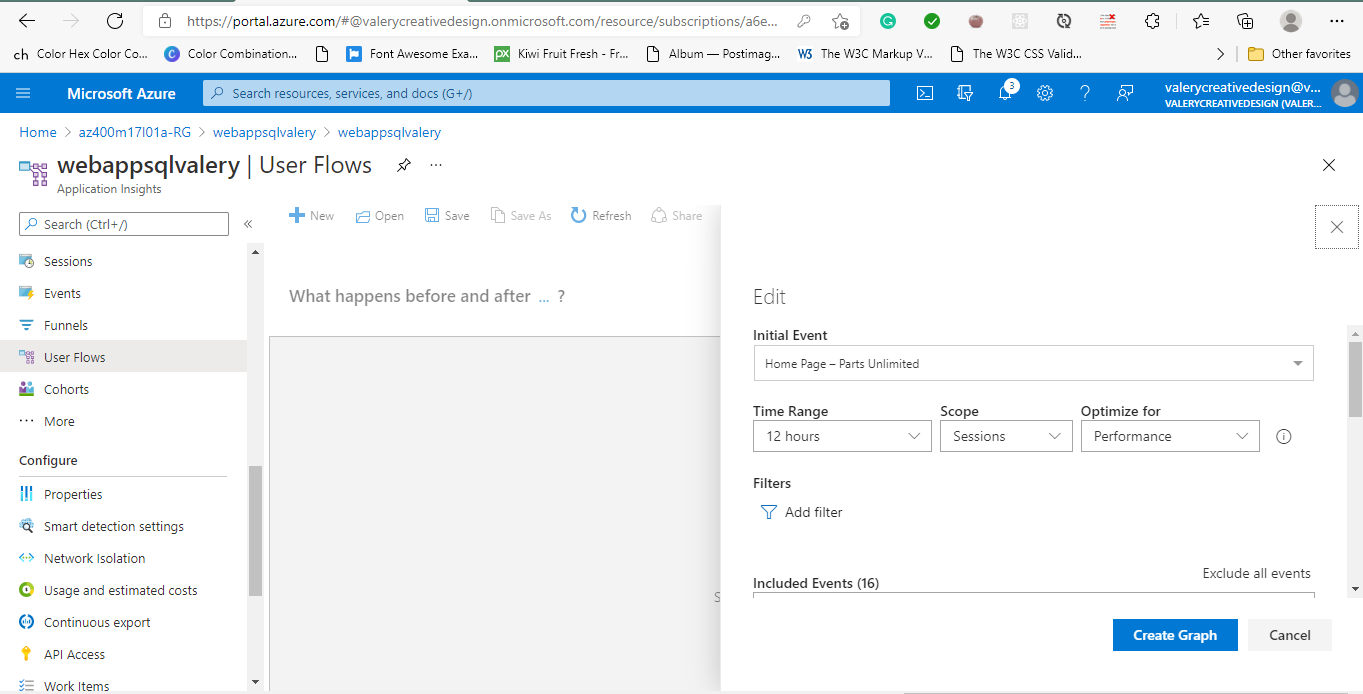 https://portal.azure.com/#@valerycreativedesign.onmicrosoft.com/resource/subscriptions/a6e...
ch Color Hex Color Co... C Color Combination... Font Awesome Exa... px Kiwi Fruit Fresh - Fr... Album — Postimag... W3 The W3C Markup V... The W3C CSS Valid... Other favorites
Microsoft Azure
Search resources, services, and docs (G+/)
3
valerycreativedesign@v...
VALERYCREATIVEDESIGN (VALER...
Home > az400m17l01a-RG > webappsqlvalery > webappsqlvalery
webappsqlvalery | User Flows ...
Application Insights
Search (Ctrl+/)
«
Sessions
Events
Funnels
User Flows
Cohorts
More
Configure
Properties
Smart detection settings
Network Isolation
Usage and estimated costs
Continuous export
API Access
Work Items
New Open Save Save As Refresh Share
What happens before and after ... ?
S
Edit
Initial Event
Home Page – Parts Unlimited
Time Range Scope Optimize for
12 hours Sessions Performance
Filters
Add filter
Included Events (16) Exclude all events
Create Graph Cancel